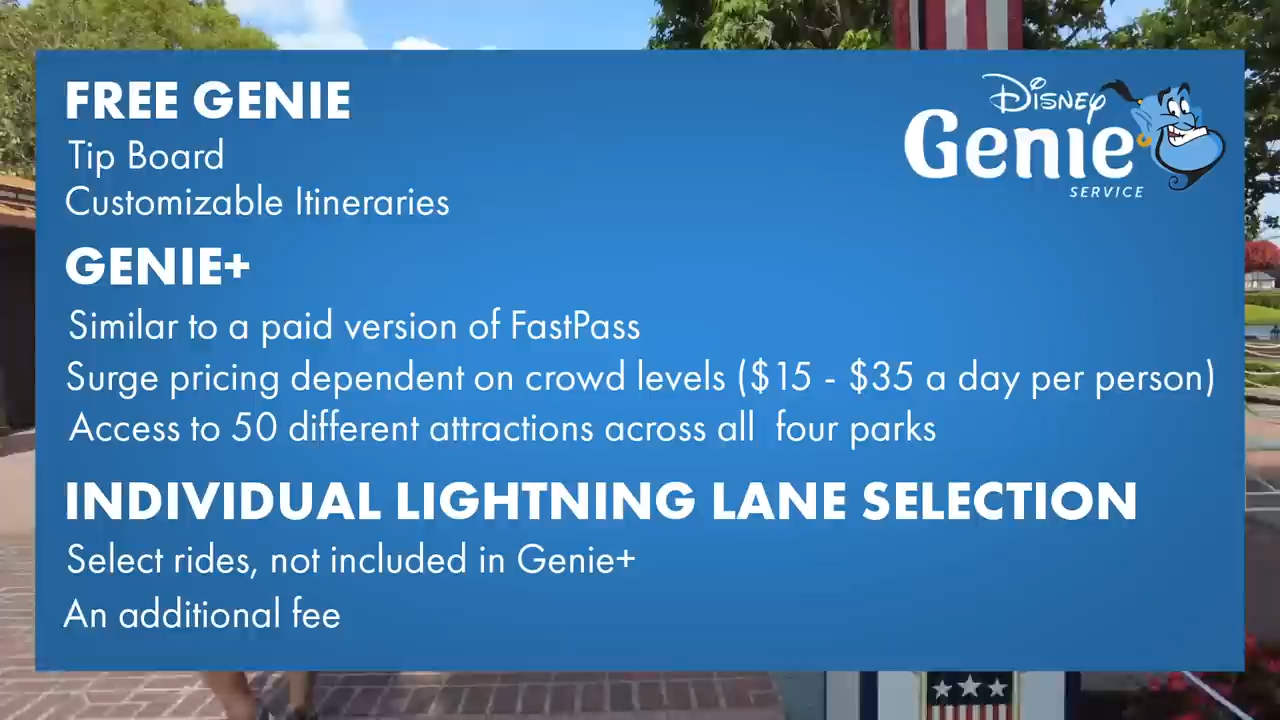 FREE GENIE
Tip Board
Customizable Itineraries
DISNEY
Genie
SERVICE
GENIE+
Similar to a paid version of FastPass
Surge pricing dependent on crowd levels ($15 - $35 a day per person)
Access to 50 different attractions across all  four parks
INDIVIDUAL LIGHTNING LANE SELECTION
Select rides, not included in Genie+
An additional fee